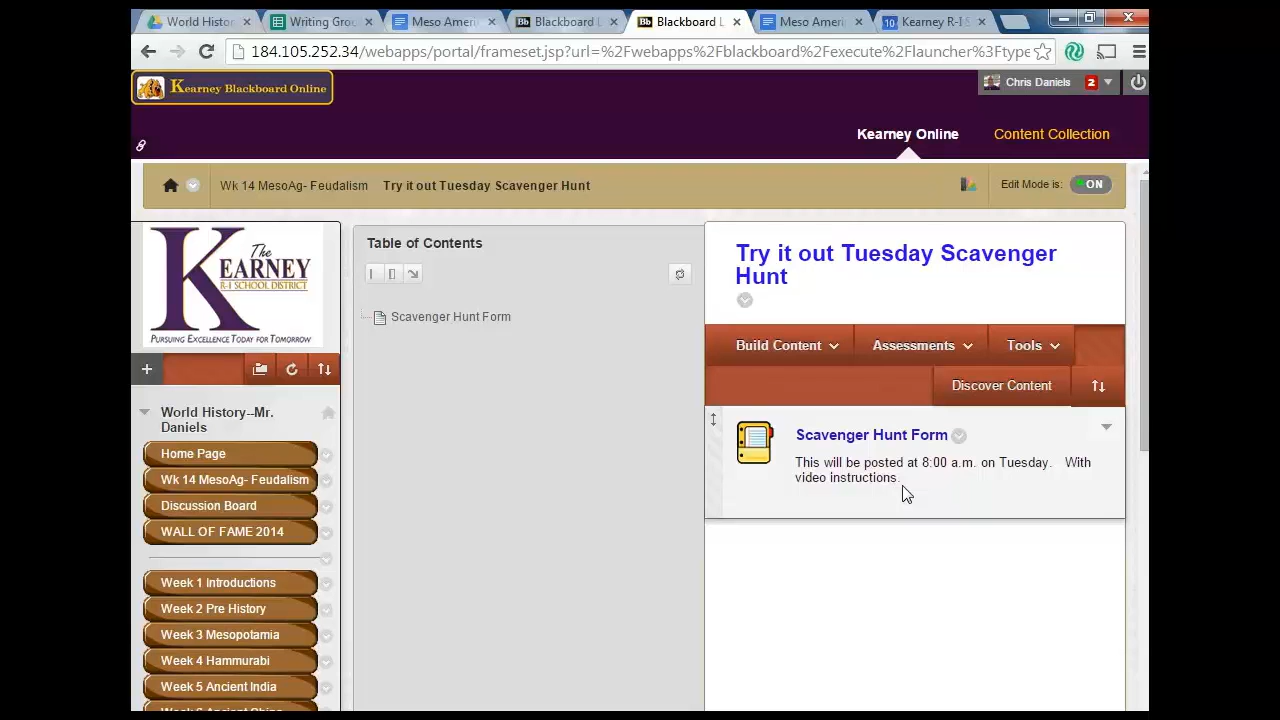 World Histor
Writing Grou
Meso Ameri
Blackboard L
Blackboard L
Meso Ameri
Kearney R-I S
184.105.252.34/webapps/portal/frameset.jsp?url=%2Fwebapps%2Fblackboard%2Fexecute%2Flauncher%3Ftype
Kearney Blackboard Online
Chris Daniels 2
Kearney Online
Content Collection
Wk 14 MesoAg- Feudalism
Try it out Tuesday Scavenger Hunt
Edit Mode is: ON
The
KEARNEY
R-I SCHOOL DISTRICT
PURSUING EXCELLENCE TODAY FOR TOMORROW
World History--Mr.
Daniels
Home Page
Wk 14 MesoAg- Feudalism
Discussion Board
WALL OF FAME 2014
Week 1 Introductions
Week 2 Pre History
Week 3 Mesopotamia
Week 4 Hammurabi
Week 5 Ancient India
Table of Contents
Scavenger Hunt Form
Try it out Tuesday Scavenger
Hunt
Build Content
Assessments
Tools
Discover Content
Scavenger Hunt Form
This will be posted at 8:00 a.m. on Tuesday. With
video instructions.